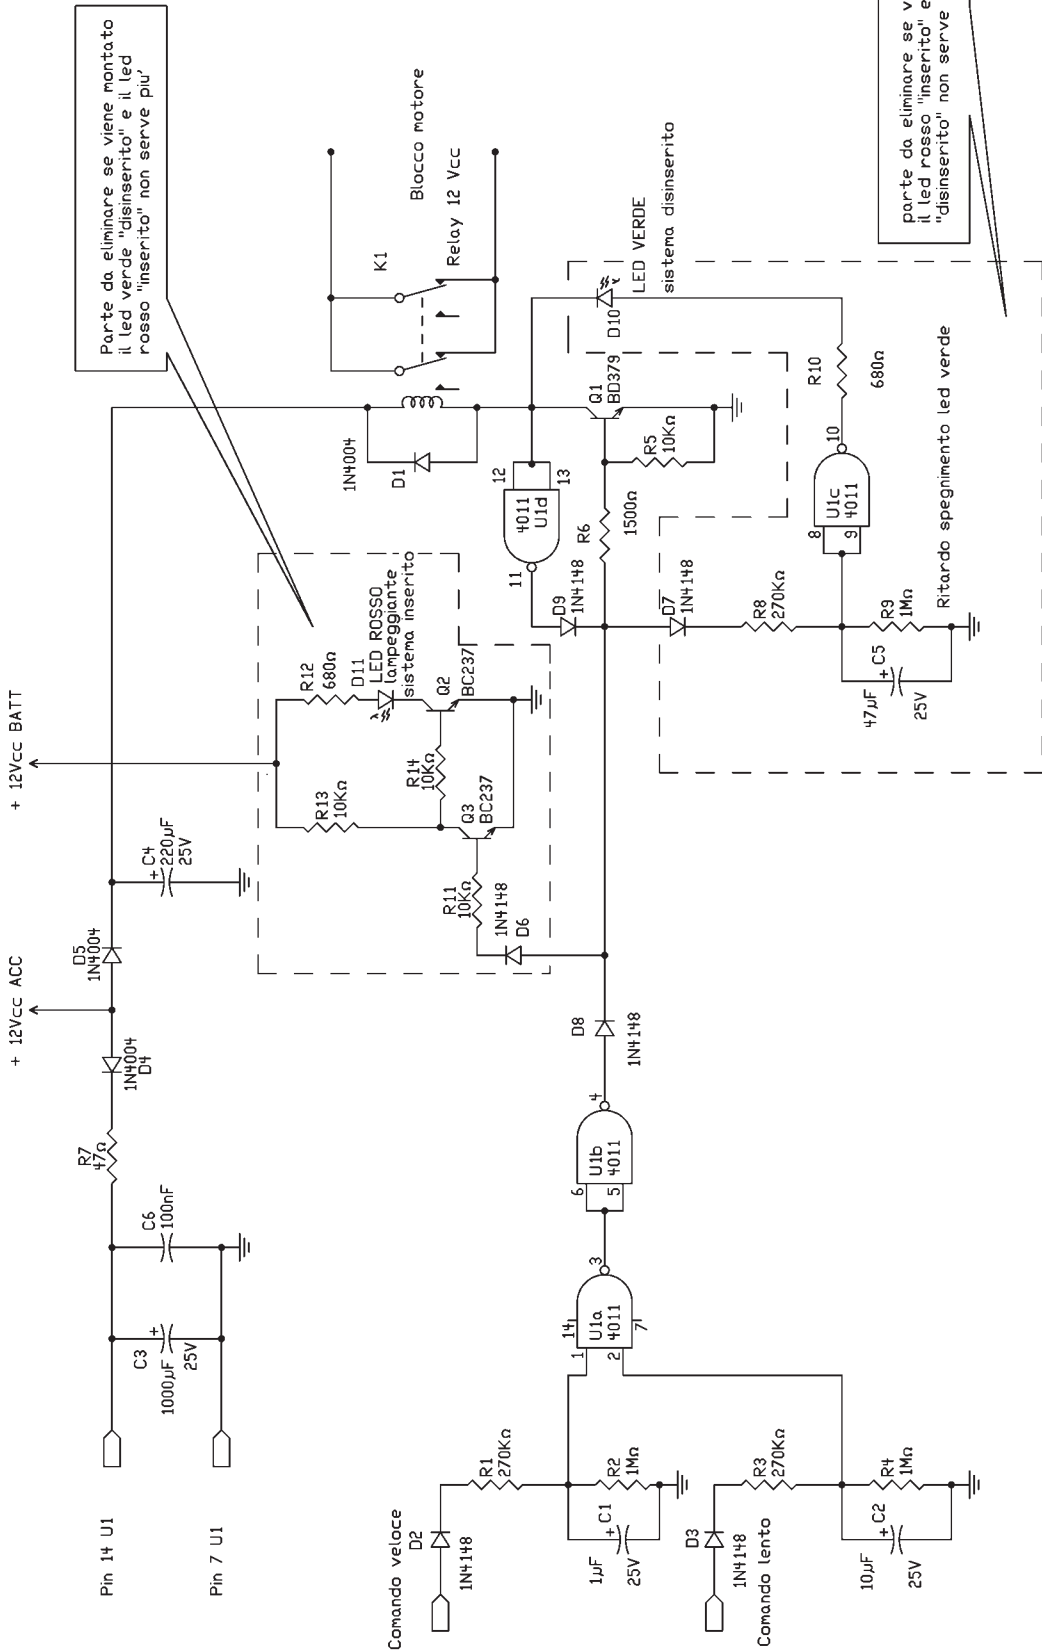 Parte da eliminare se viene montato
il led verde "disinserito" e il led
rosso "inserito" non serve piu'
parte da eliminare se v
il led rosso "inserito" e
"disinserito" non serve
+ 12Vcc ACC
+ 12Vcc BATT
Pin 14 U1
Pin 7 U1
C3
1000µF
+
25V
C6
100nF
R7
47Ω
1N4004
D4
D5
1N4004
+
C4
220µF
25V
1N4004
D1
K1
Blocco motore
Relay 12 Vcc
R13
10KΩ
R12
680Ω
D11
LED ROSSO
lampeggiante
sistema inserito
R14
10KΩ
Q2
BC237
Q3
BC237
R11
10KΩ
1N4148
D6
11
4011
U1d
12
13
D9
1N4148
R6
1500Ω
Q1
BD379
R5
10KΩ
D10
LED VERDE
sistema disinserito
D7
1N4148
R8
270KΩ
R9
1MΩ
47µF
+
C5
25V
8
9
U1c
4011
10
R10
680Ω
Ritardo spegnimento led verde
D8
1N4148
6
5
U1b
4011
4
1
2
14
7
U1a
4011
3
Comando veloce
D2
1N4148
R1
270KΩ
R2
1MΩ
1µF
+
C1
25V
D3
1N4148
Comando lento
R3
270KΩ
R4
1MΩ
10µF
+
C2
25V